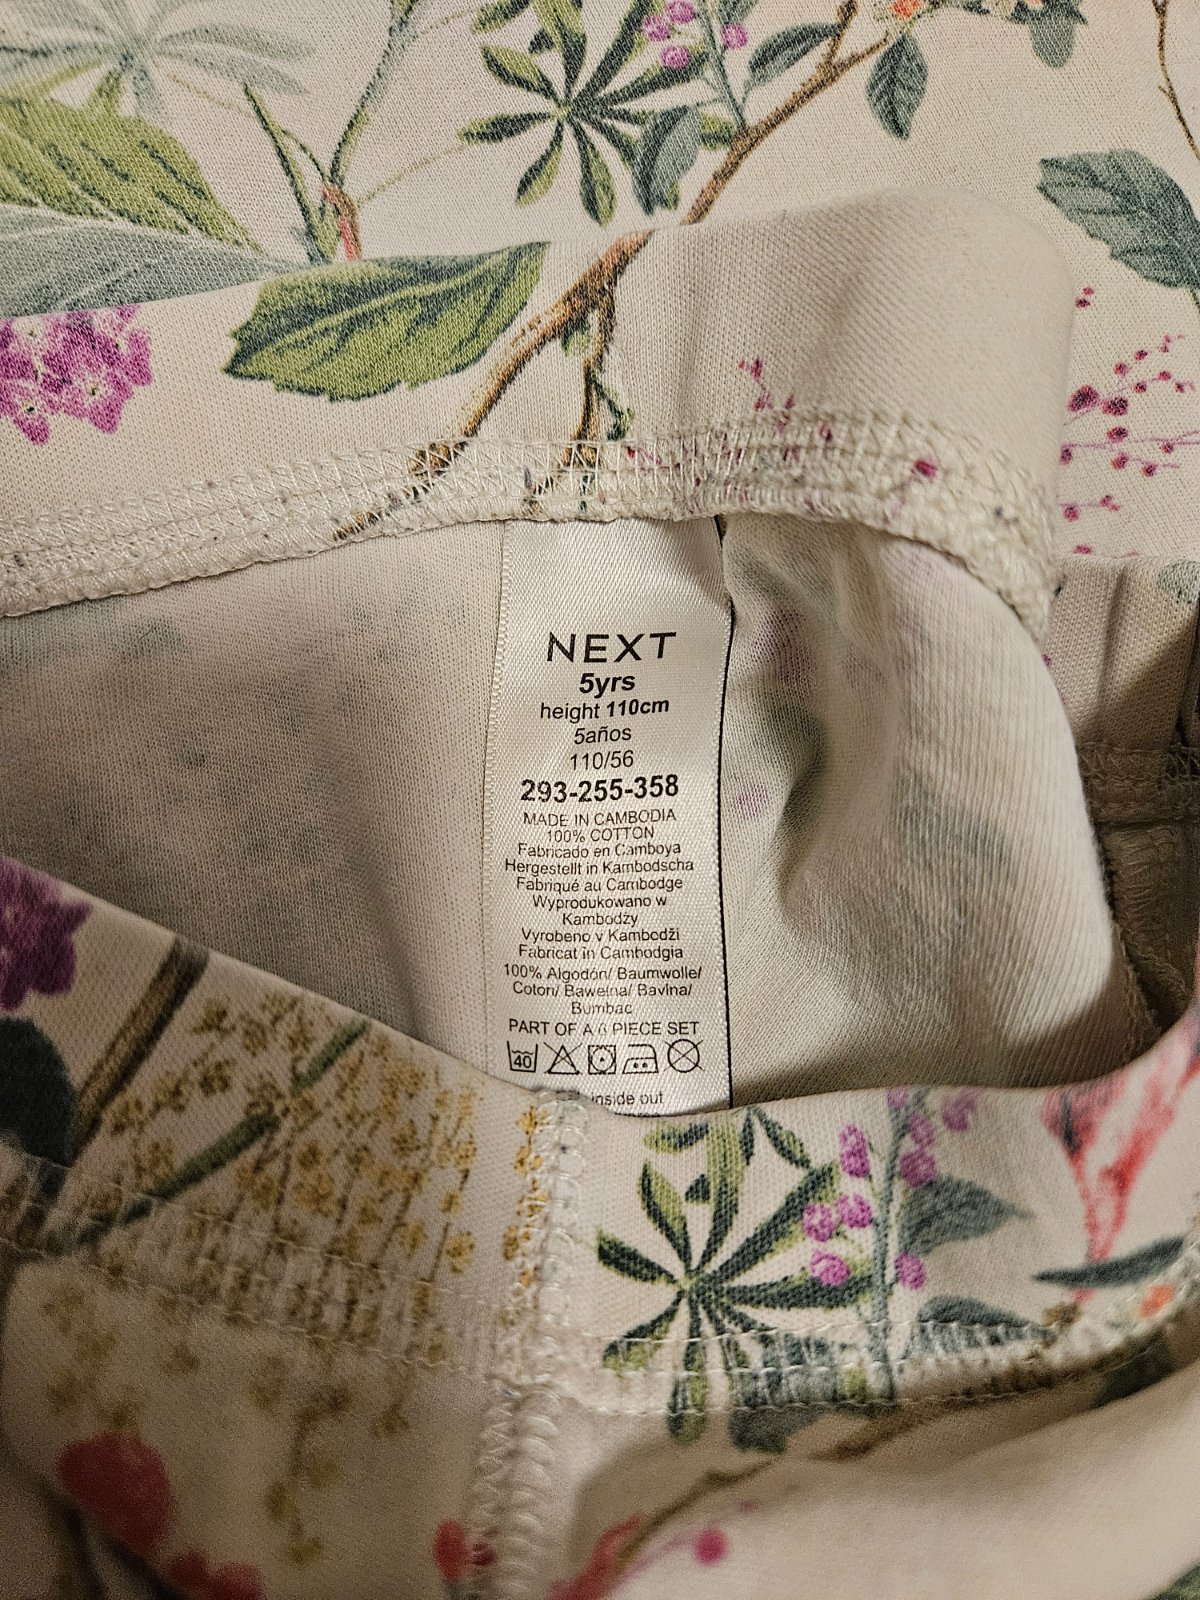 NEXT
5yrs
height 110cm
5años
110/56
293-255-358
MADE IN CAMBODIA
100% COTTON
Fabricado en Camboya
Hergestellt in Kambodscha
Fabriqué au Cambodge
Wyprodukowano w
Kambodży
Vyrobeno v Kambodži
Fabricat in Cambodgia
100% Algodón/ Baumwolle/
Coton/ Bawełna/ Bavlna/
Bumbac
PART OF A 6 PIECE SET
40
inside out